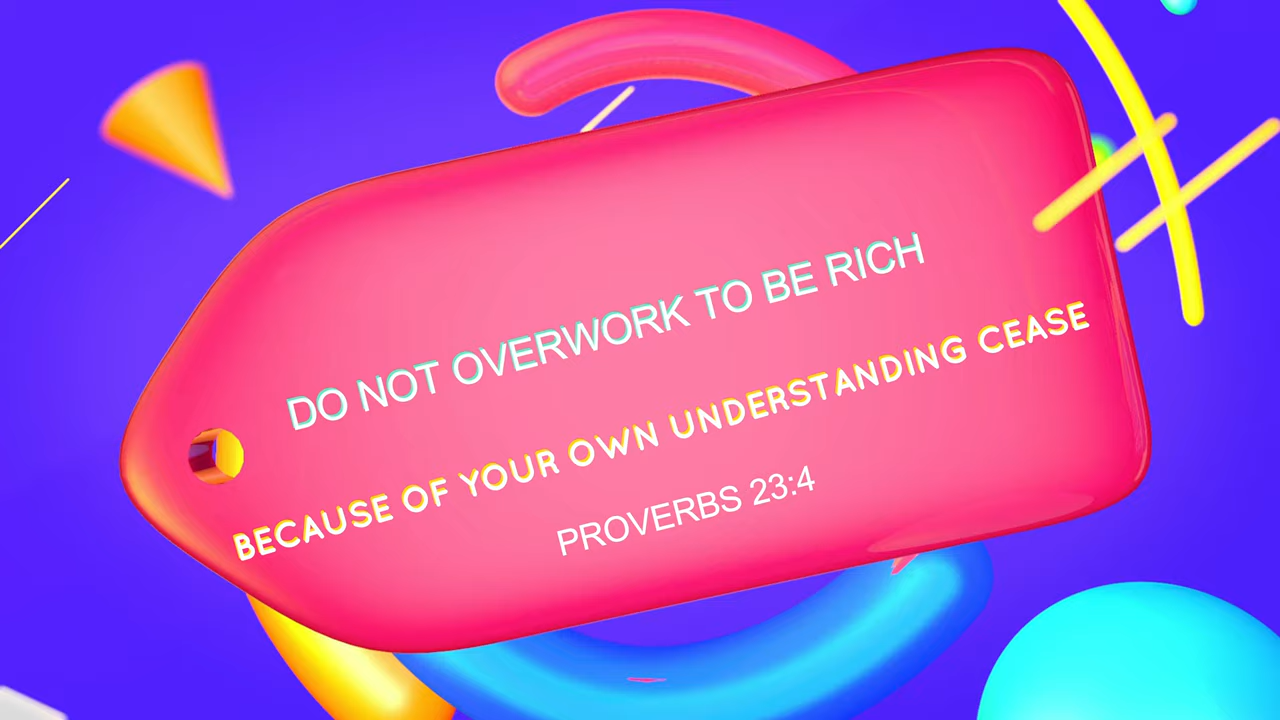 DO NOT OVERWORK TO BE RICH
BECAUSE OF YOUR OWN UNDERSTANDING CEASE
PROVERBS 23:4